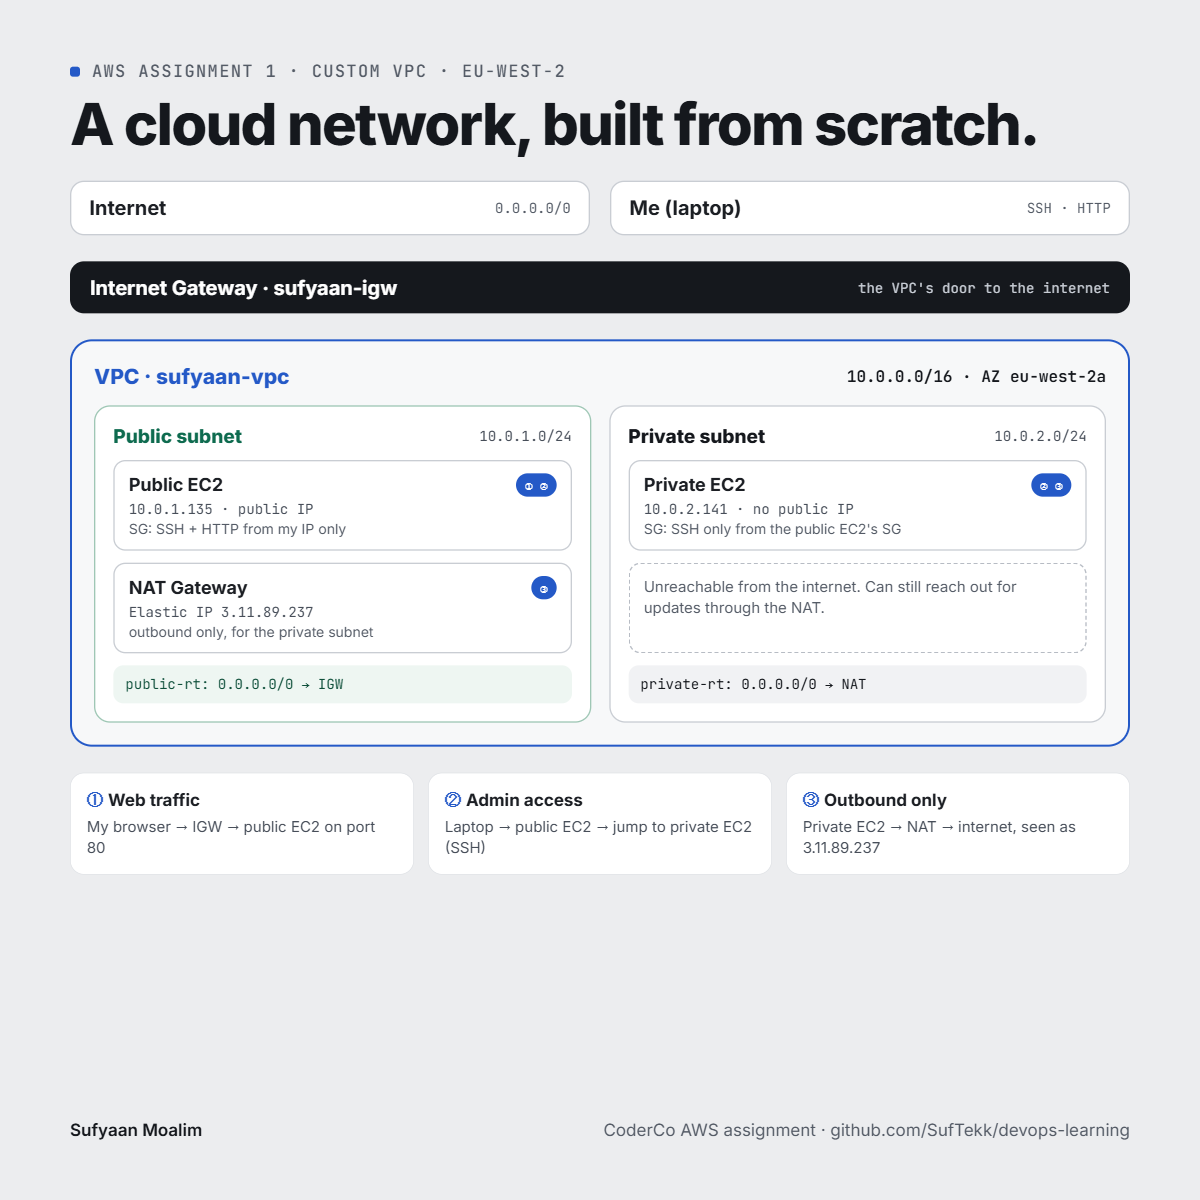 AWS ASSIGNMENT 1 · CUSTOM VPC · EU-WEST-2
A cloud network, built from scratch.
Internet
0.0.0.0/0
Me (laptop)
SSH · HTTP
Internet Gateway · sufyaan-igw
the VPC's door to the internet
VPC · sufyaan-vpc
10.0.0.0/16 · AZ eu-west-2a
Public subnet
10.0.1.0/24
Public EC2
① ②
10.0.1.135 · public IP
SG: SSH + HTTP from my IP only
NAT Gateway
③
Elastic IP 3.11.89.237
outbound only, for the private subnet
public-rt: 0.0.0.0/0 → IGW
Private subnet
10.0.2.0/24
Private EC2
② ③
10.0.2.141 · no public IP
SG: SSH only from the public EC2's SG
Unreachable from the internet. Can still reach out for
updates through the NAT.
private-rt: 0.0.0.0/0 → NAT
① Web traffic
My browser → IGW → public EC2 on port
80
② Admin access
Laptop → public EC2 → jump to private EC2
(SSH)
③ Outbound only
Private EC2 → NAT → internet, seen as
3.11.89.237
Sufyaan Moalim
CoderCo AWS assignment · github.com/SufTekk/devops-learning